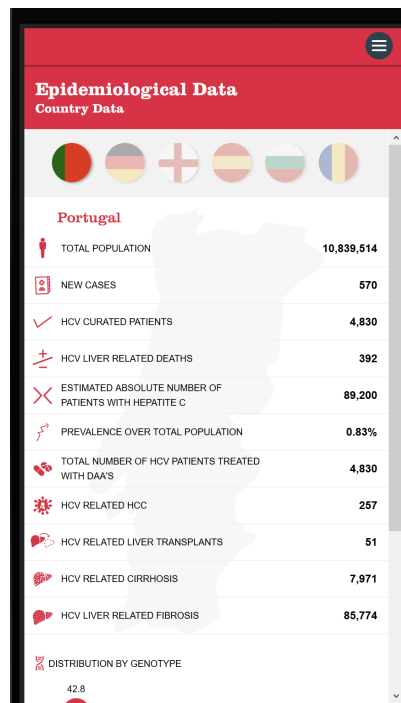 Epidemiological Data
Country Data
Portugal
TOTAL POPULATION 10,839,514
NEW CASES 570
HCV CURATED PATIENTS 4,830
HCV LIVER RELATED DEATHS 392
ESTIMATED ABSOLUTE NUMBER OF
PATIENTS WITH HEPATITE C 89,200
PREVALENCE OVER TOTAL POPULATION 0.83%
TOTAL NUMBER OF HCV PATIENTS TREATED
WITH DAA'S 4,830
HCV RELATED HCC 257
HCV RELATED LIVER TRANSPLANTS 51
HCV RELATED CIRRHOSIS 7,971
HCV LIVER RELATED FIBROSIS 85,774
DISTRIBUTION BY GENOTYPE
42.8